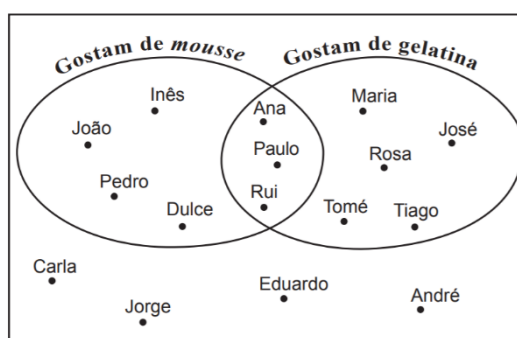 Gostam de mousse
Gostam de gelatina
Inês
Ana
Maria
João
Paulo
José
Rosa
Pedro
Rui
Dulce
Tomé
Tiago
Carla
Eduardo
André
Jorge